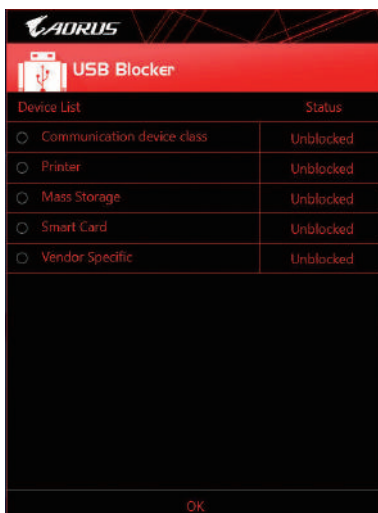 AORUS
USB Blocker
Device List Status
Communication device class Unblocked
Printer Unblocked
Mass Storage Unblocked
Smart Card Unblocked
Vendor Specific Unblocked
OK